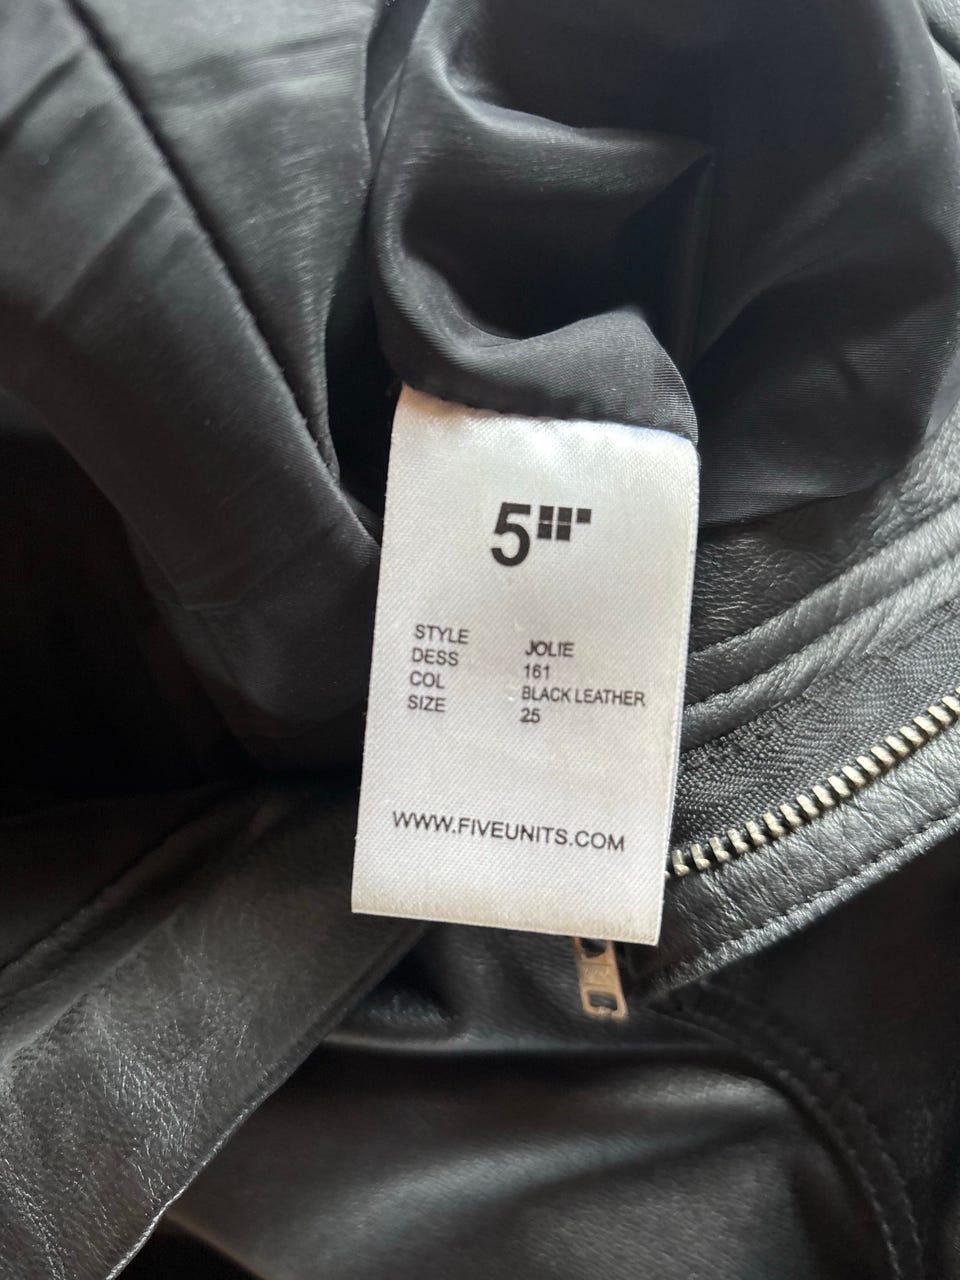 5
STYLE JOLIE
DESS 161
COL BLACK LEATHER
SIZE 25
WWW.FIVEUNITS.COM